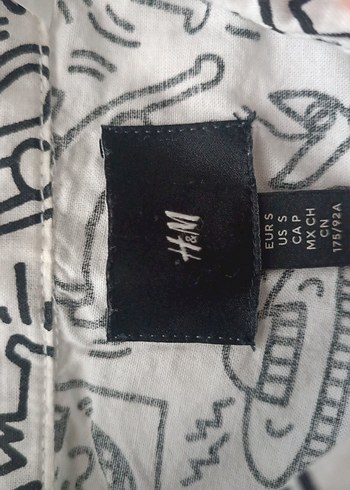 H&M
EUR S
US S
CA P
MX CH
CN
175/92A